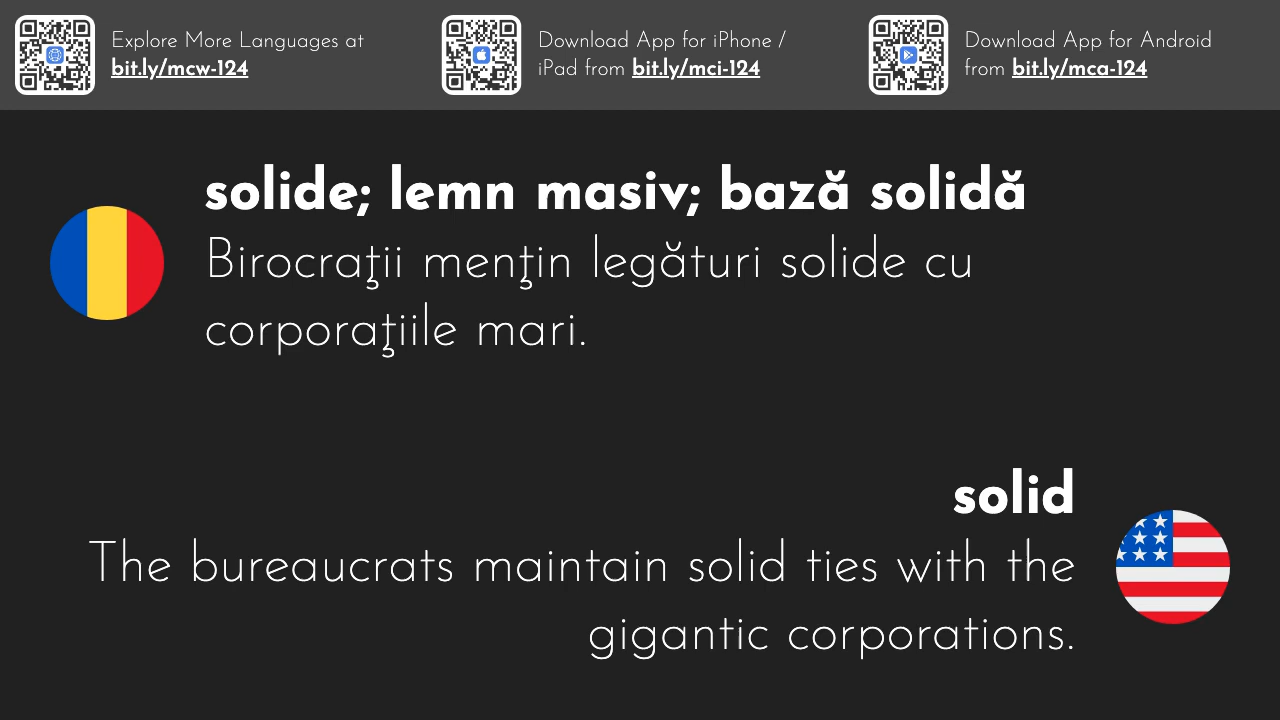 Explore More Languages at
bit.ly/mcw-124
Download App for iPhone /
iPad from bit.ly/mci-124
Download App for Android
from bit.ly/mca-124
solide; lemn masiv; bază solidă
Birocraţii menţin legături solide cu
corporaţiile mari.
solid
The bureaucrats maintain solid ties with the
gigantic corporations.